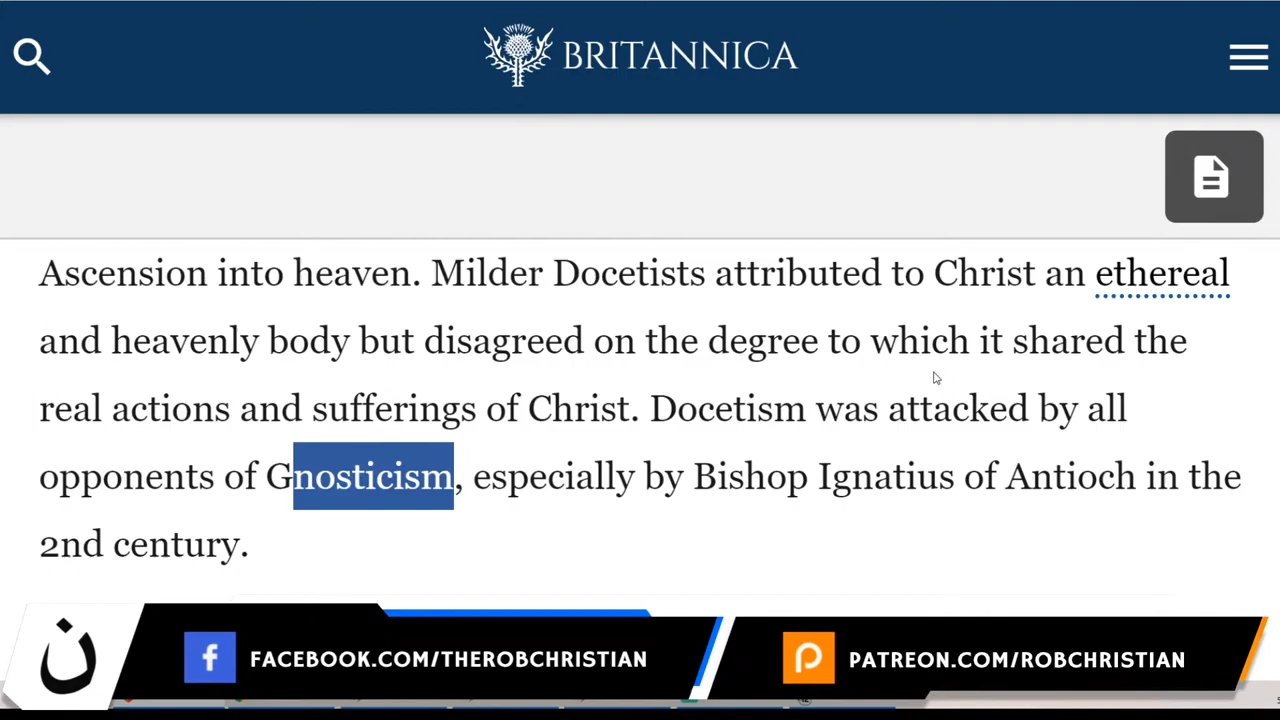 BRITANNICA
Ascension into heaven. Milder Docetists attributed to Christ an ethereal
and heavenly body but disagreed on the degree to which it shared the
real actions and sufferings of Christ. Docetism was attacked by all
opponents of Gnosticism, especially by Bishop Ignatius of Antioch in the
2nd century.
ن
FACEBOOK.COM/THEROBCHRISTIAN
PATREON.COM/ROBCHRISTIAN